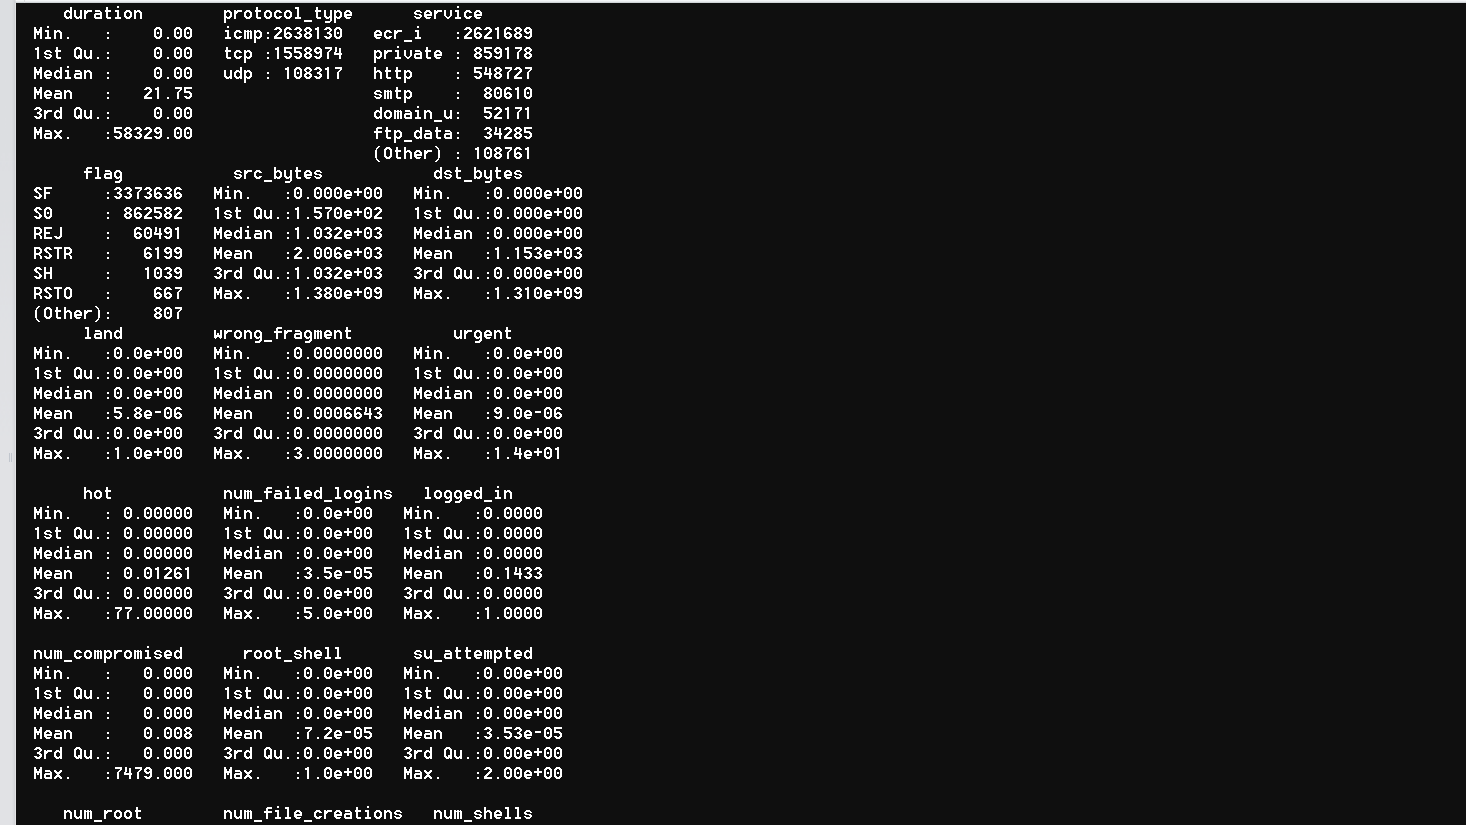 duration        protocol_type      service
Min.   :    0.00   icmp:2638130   ecr_i   :2621689
1st Qu.:    0.00   tcp :1558974   private : 859178
Median :    0.00   udp : 108317   http    : 548727
Mean   :   21.75                  smtp    :  80610
3rd Qu.:    0.00                  domain_u:  52171
Max.   :58329.00                  ftp_data:  34285
                                  (Other) : 108761
     flag           src_bytes           dst_bytes
SF     :3373636   Min.   :0.000e+00   Min.   :0.000e+00
S0     : 862582   1st Qu.:1.570e+02   1st Qu.:0.000e+00
REJ    :  60491   Median :1.032e+03   Median :0.000e+00
RSTR   :   6199   Mean   :2.006e+03   Mean   :1.153e+03
SH     :   1039   3rd Qu.:1.032e+03   3rd Qu.:0.000e+00
RSTO   :    667   Max.   :1.380e+09   Max.   :1.310e+09
(Other):    807
     land         wrong_fragment          urgent
Min.   :0.0e+00   Min.   :0.0000000   Min.   :0.0e+00
1st Qu.:0.0e+00   1st Qu.:0.0000000   1st Qu.:0.0e+00
Median :0.0e+00   Median :0.0000000   Median :0.0e+00
Mean   :5.8e-06   Mean   :0.0006643   Mean   :9.0e-06
3rd Qu.:0.0e+00   3rd Qu.:0.0000000   3rd Qu.:0.0e+00
Max.   :1.0e+00   Max.   :3.0000000   Max.   :1.4e+01
     hot           num_failed_logins   logged_in
Min.   : 0.00000   Min.   :0.0e+00   Min.   :0.0000
1st Qu.: 0.00000   1st Qu.:0.0e+00   1st Qu.:0.0000
Median : 0.00000   Median :0.0e+00   Median :0.0000
Mean   : 0.01261   Mean   :3.5e-05   Mean   :0.1433
3rd Qu.: 0.00000   3rd Qu.:0.0e+00   3rd Qu.:0.0000
Max.   :77.00000   Max.   :5.0e+00   Max.   :1.0000
num_compromised      root_shell       su_attempted
Min.   :   0.000   Min.   :0.0e+00   Min.   :0.00e+00
1st Qu.:   0.000   1st Qu.:0.0e+00   1st Qu.:0.00e+00
Median :   0.000   Median :0.0e+00   Median :0.00e+00
Mean   :   0.008   Mean   :7.2e-05   Mean   :3.53e-05
3rd Qu.:   0.000   3rd Qu.:0.0e+00   3rd Qu.:0.00e+00
Max.   :7479.000   Max.   :1.0e+00   Max.   :2.00e+00
   num_root        num_file_creations   num_shells